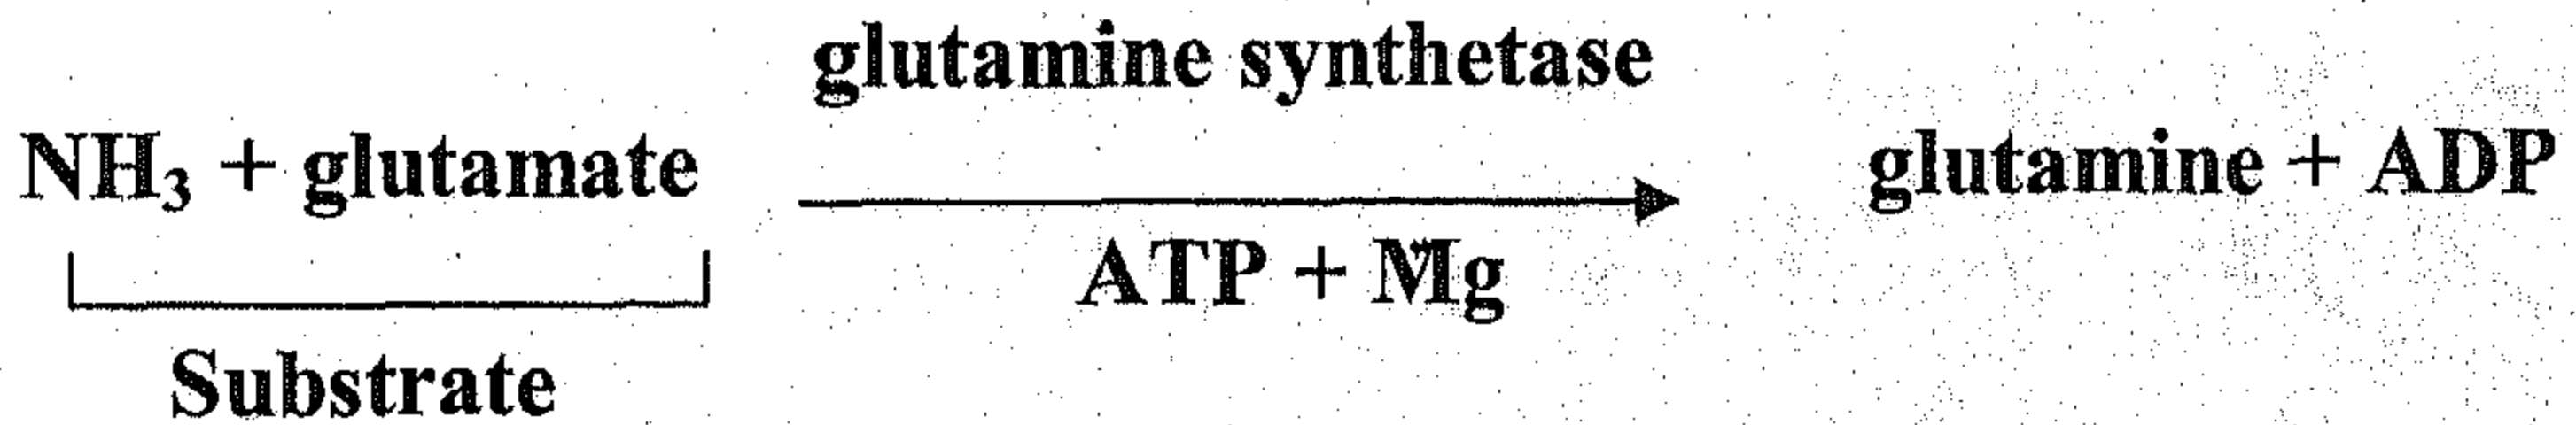 glutamine synthetase
NH₃ + glutamate
glutamine + ADP
ATP + Mg
Substrate